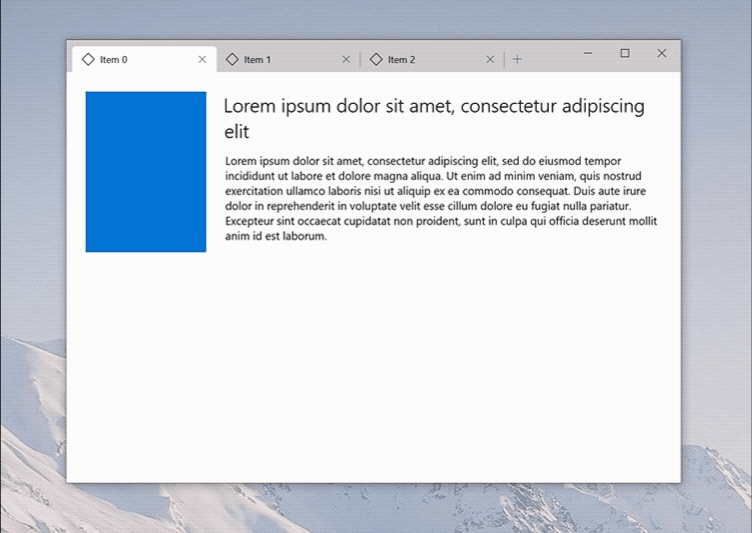 Item 0
Item 1
Item 2
Lorem ipsum dolor sit amet, consectetur adipiscing
elit
Lorem ipsum dolor sit amet, consectetur adipiscing elit, sed do eiusmod tempor
incididunt ut labore et dolore magna aliqua. Ut enim ad minim veniam, quis nostrud
exercitation ullamco laboris nisi ut aliquip ex ea commodo consequat. Duis aute irure
dolor in reprehenderit in voluptate velit esse cillum dolore eu fugiat nulla pariatur.
Excepteur sint occaecat cupidatat non proident, sunt in culpa qui officia deserunt mollit
anim id est laborum.